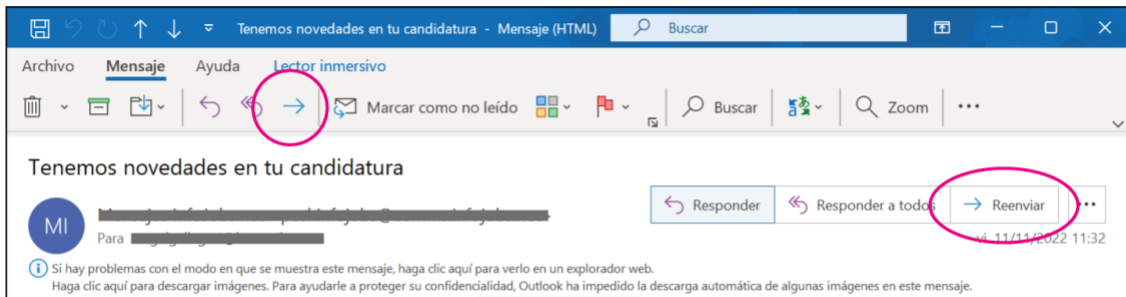 Tenemos novedades en tu candidatura - Mensaje (HTML) Buscar
Archivo Mensaje Ayuda Lector inmersivo
Marcar como no leído Buscar Zoom
Tenemos novedades en tu candidatura
Responder Responder a todos Reenviar
MI
Para
vi. 11/11/2022 11:32
Si hay problemas con el modo en que se muestra este mensaje, haga clic aquí para verlo en un explorador web.
Haga clic aquí para descargar imágenes. Para ayudarle a proteger su confidencialidad, Outlook ha impedido la descarga automática de algunas imágenes en este mensaje.